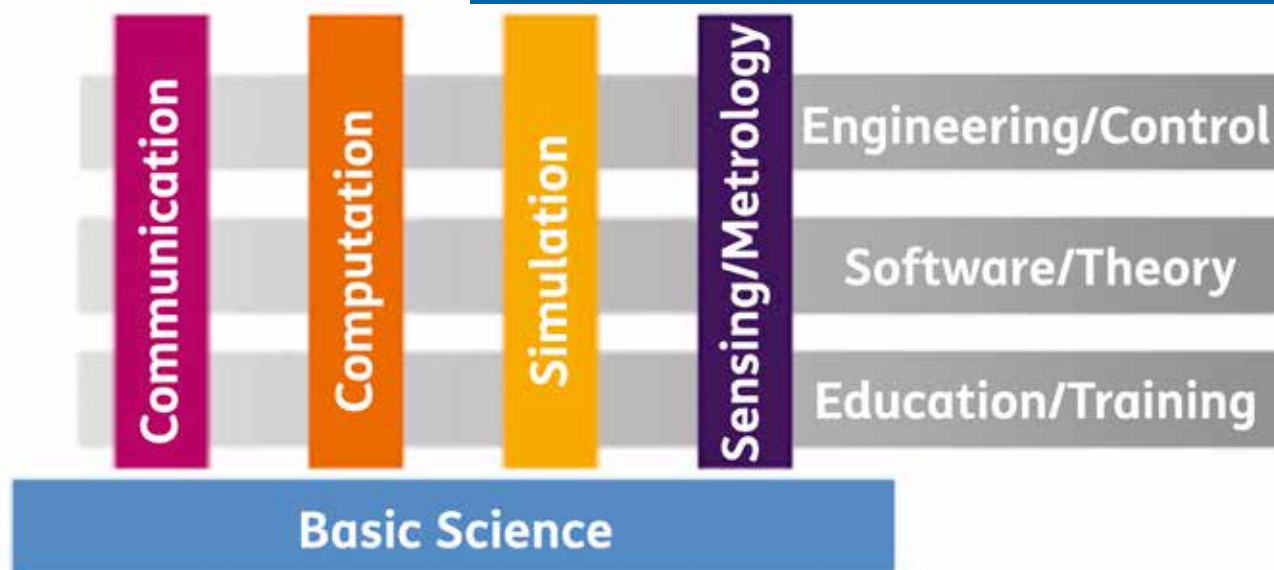 Communication
Computation
Simulation
Sensing/Metrology
Engineering/Control
Software/Theory
Education/Training
Basic Science